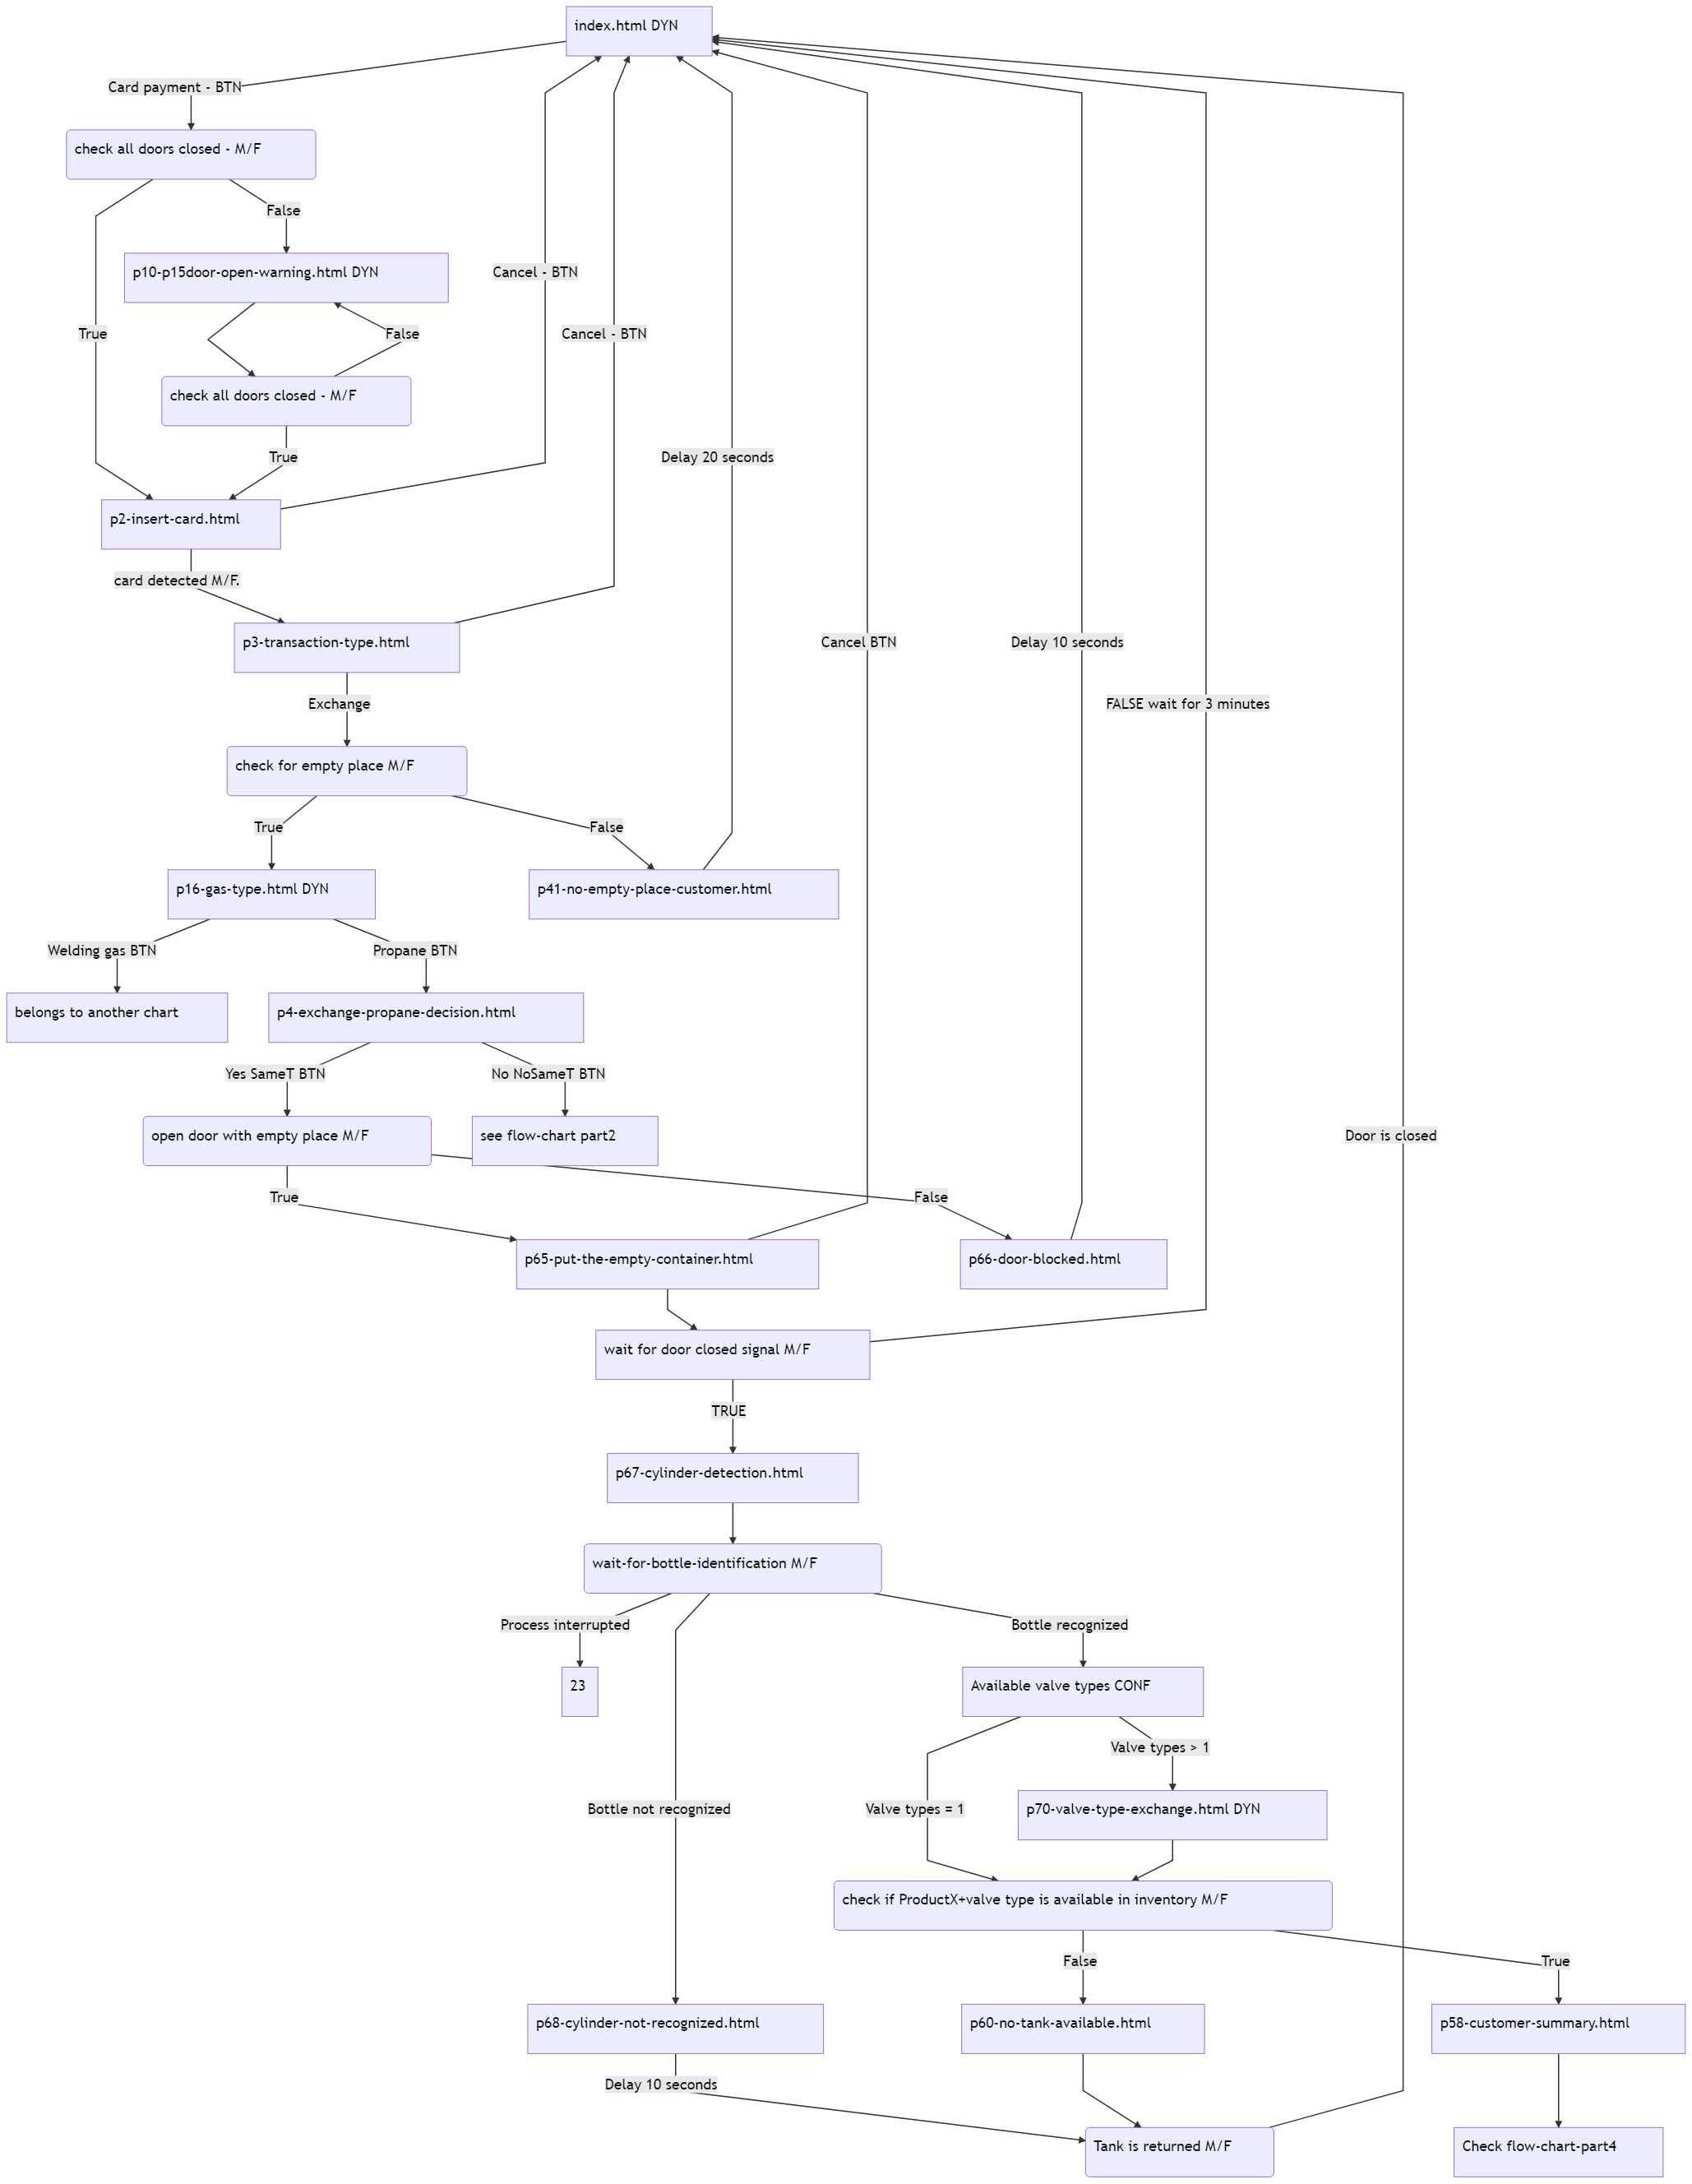 index.html DYN
Card payment - BTN
check all doors closed - M/F
False
p10-p15door-open-warning.html DYN
Cancel - BTN
True
False
Cancel - BTN
check all doors closed - M/F
True
Delay 20 seconds
p2-insert-card.html
card detected M/F.
p3-transaction-type.html
Cancel BTN
Delay 10 seconds
Exchange
FALSE wait for 3 minutes
check for empty place M/F
True
False
p16-gas-type.html DYN
p41-no-empty-place-customer.html
Welding gas BTN
Propane BTN
belongs to another chart
p4-exchange-propane-decision.html
Yes SameT BTN
No NoSameT BTN
open door with empty place M/F
see flow-chart part2
Door is closed
True
False
p65-put-the-empty-container.html
p66-door-blocked.html
wait for door closed signal M/F
TRUE
p67-cylinder-detection.html
wait-for-bottle-identification M/F
Process interrupted
Bottle recognized
23
Available valve types CONF
Valve types > 1
Bottle not recognized
Valve types = 1
p70-valve-type-exchange.html DYN
check if ProductX+valve type is available in inventory M/F
False
True
p68-cylinder-not-recognized.html
p60-no-tank-available.html
p58-customer-summary.html
Delay 10 seconds
Tank is returned M/F
Check flow-chart-part4